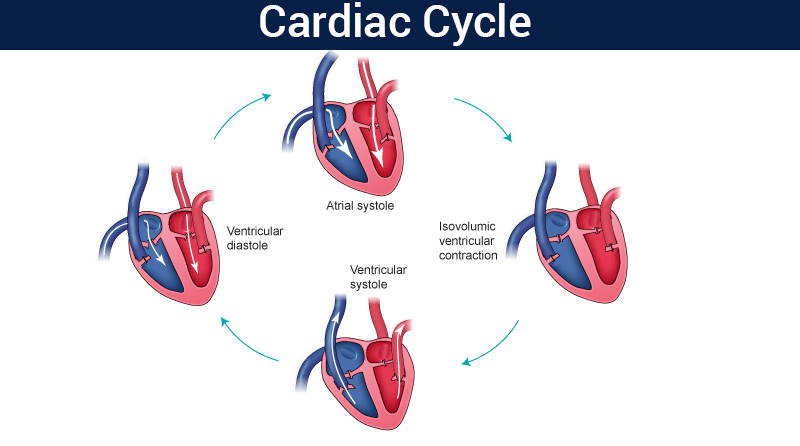 Cardiac Cycle
Atrial systole
Isovolumic
ventricular
contraction
Ventricular
systole
Ventricular
diastole